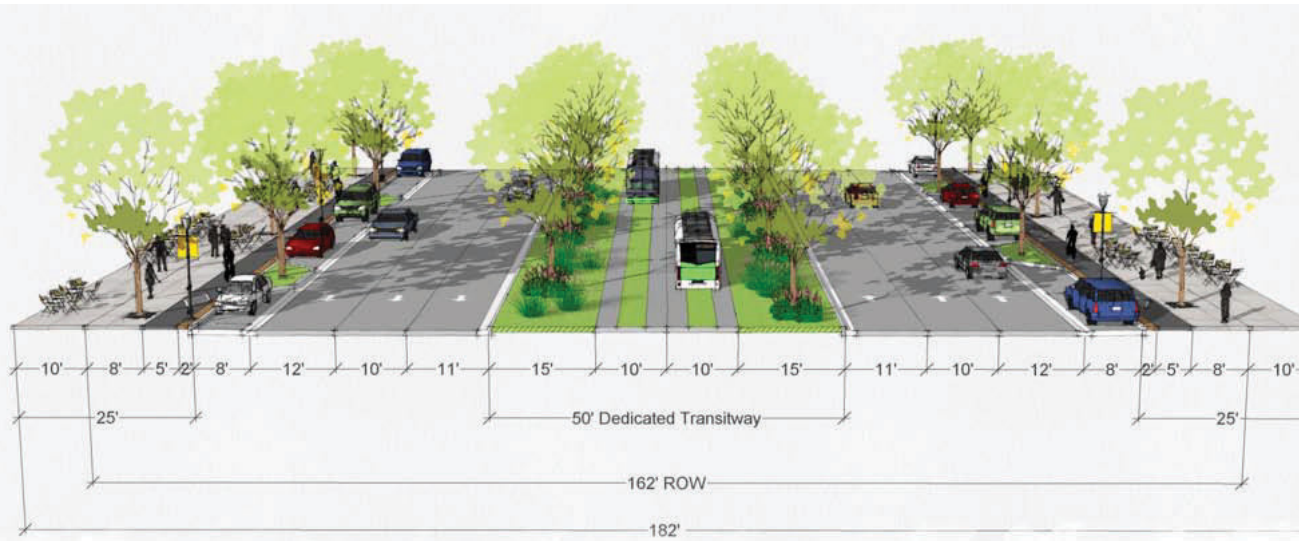 10' 8' 5' 2' 8' 12' 10' 11' 15' 10' 10' 15' 11' 10' 12' 8' 2' 5' 8' 10'
25' 50' Dedicated Transitway 25'
162' ROW
182'